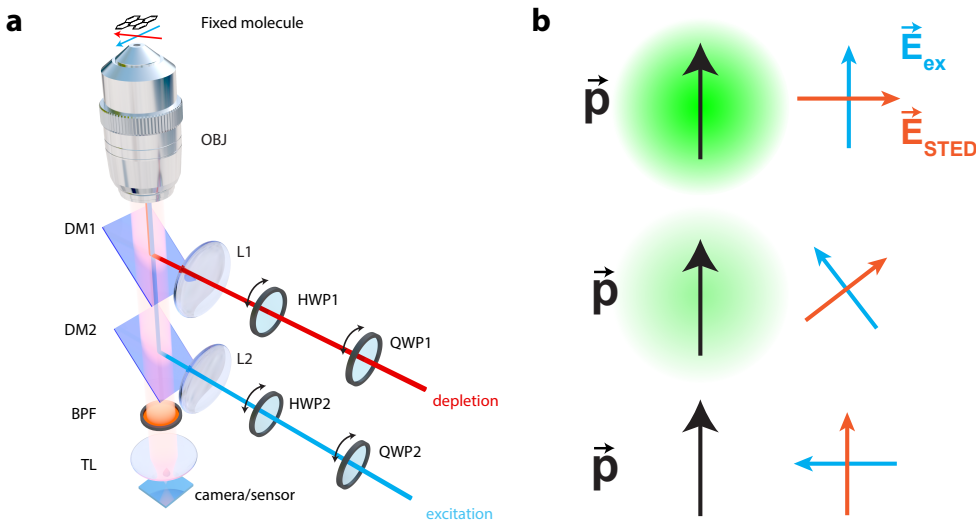 a
Fixed molecule
OBJ
DM1
L1
HWP1
DM2
QWP1
L2
HWP2
depletion
BPF
QWP2
TL
camera/sensor
excitation
b
p⃗
E⃗ex
E⃗STED
p⃗
p⃗